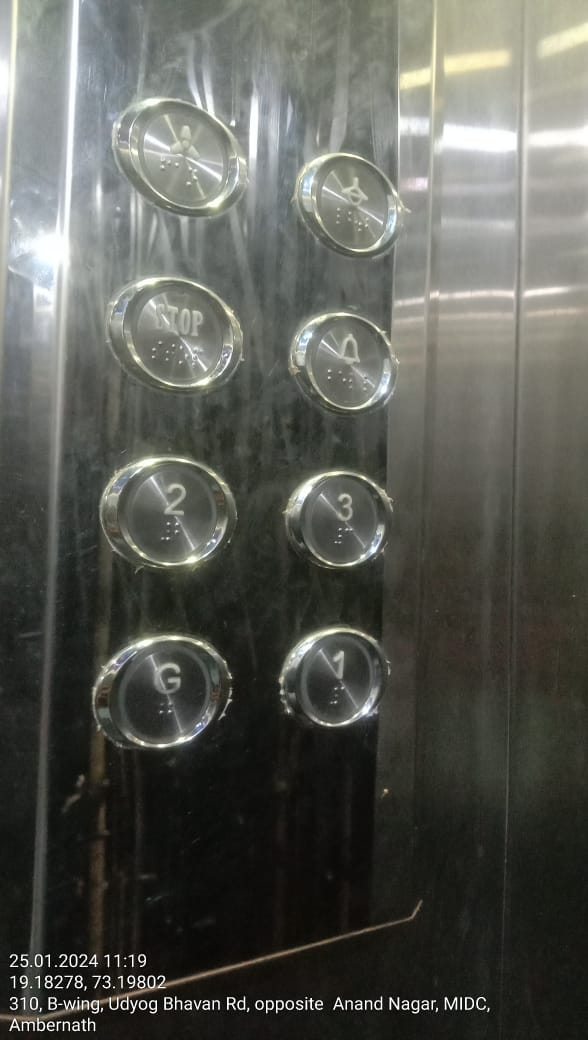 STOP
2
3
G
1
25.01.2024 11:19
19.18278, 73.19802
310, B-wing, Udyog Bhavan Rd, opposite  Anand Nagar, MIDC,
Ambernath